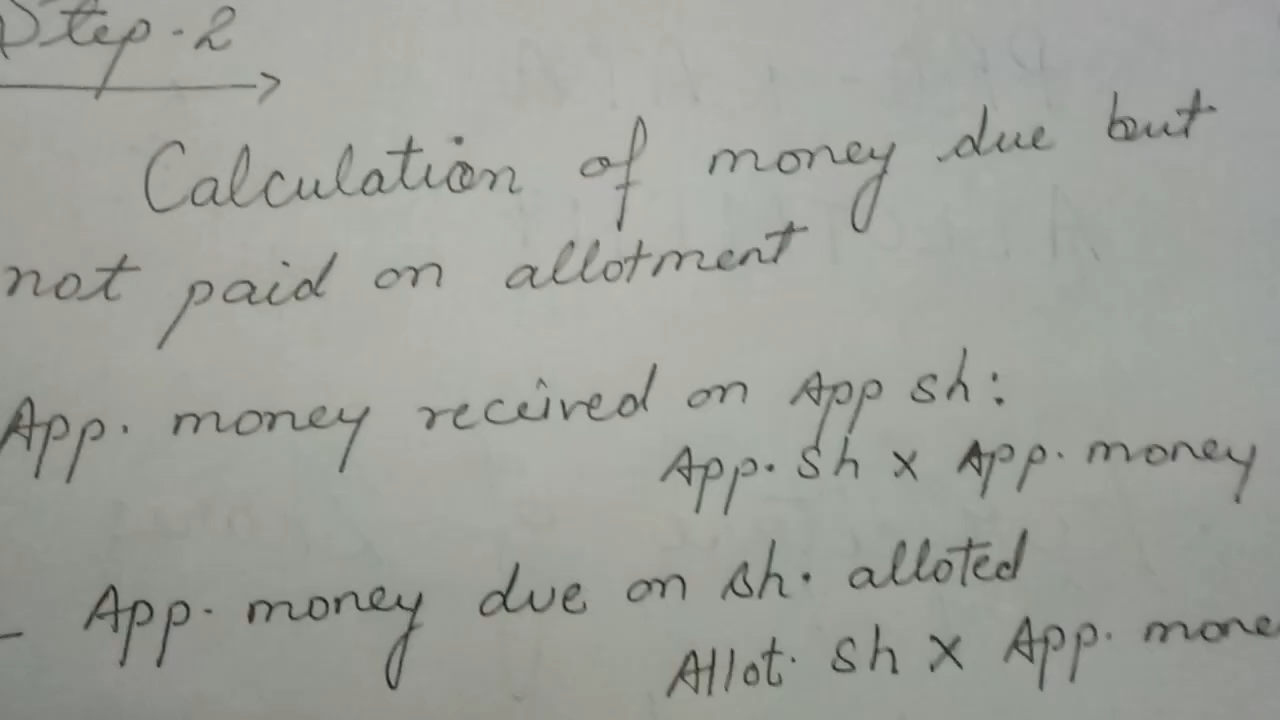 Step-2
Calculation of money due but
not paid on allotment
App. money received on App sh:
App. Sh x App. money
- App. money due on sh. alloted
Allot. Sh x App. mone